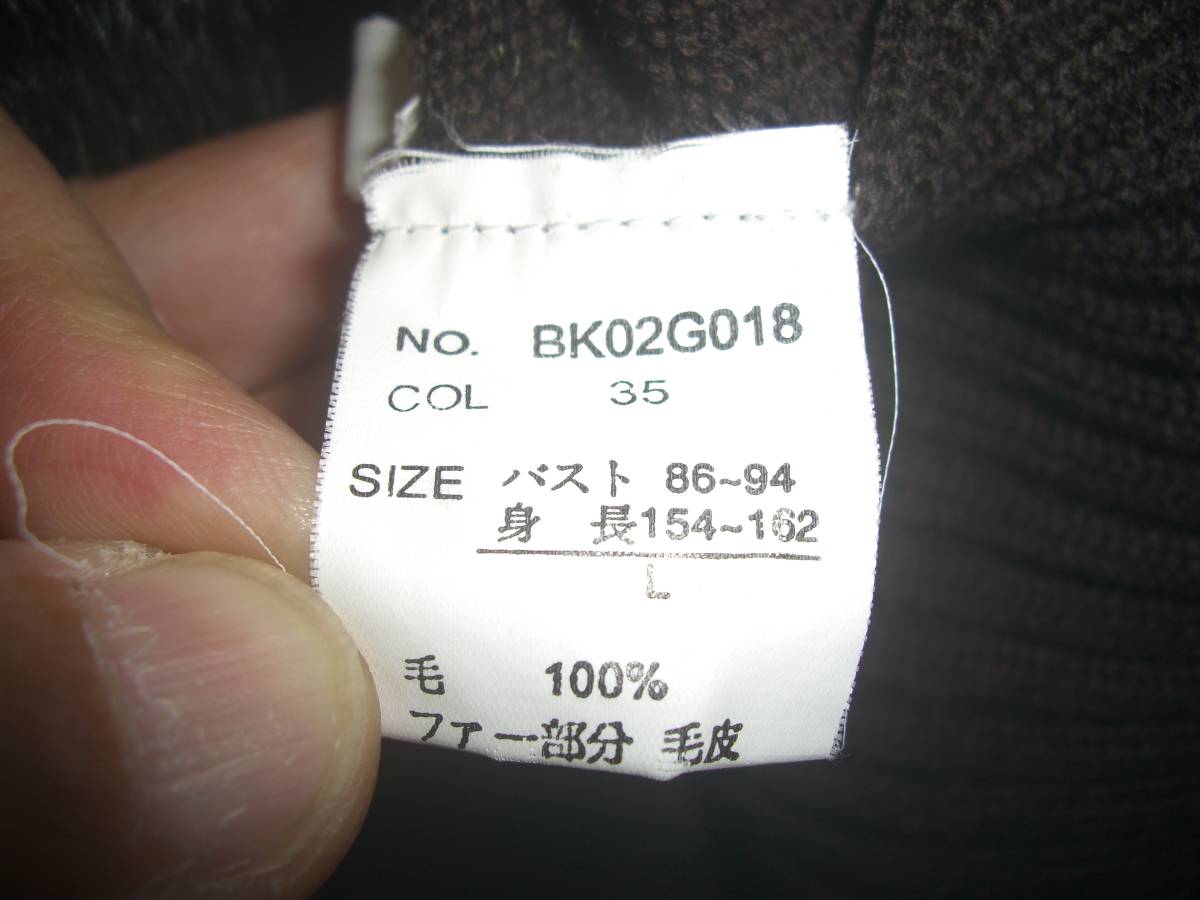 No. BK02G018
COL 35
SIZE バスト 86~94
身 長154~162
L
毛 100%
ファー部分 毛皮